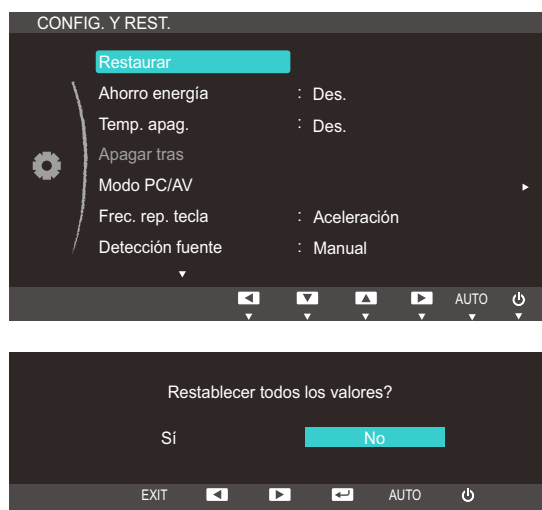 CONFIG. Y REST.
Restaurar
Ahorro energía : Des.
Temp. apag. : Des.
Apagar tras
Modo PC/AV
Frec. rep. tecla : Aceleración
Detección fuente : Manual
AUTO
Restablecer todos los valores?
Sí No
EXIT AUTO